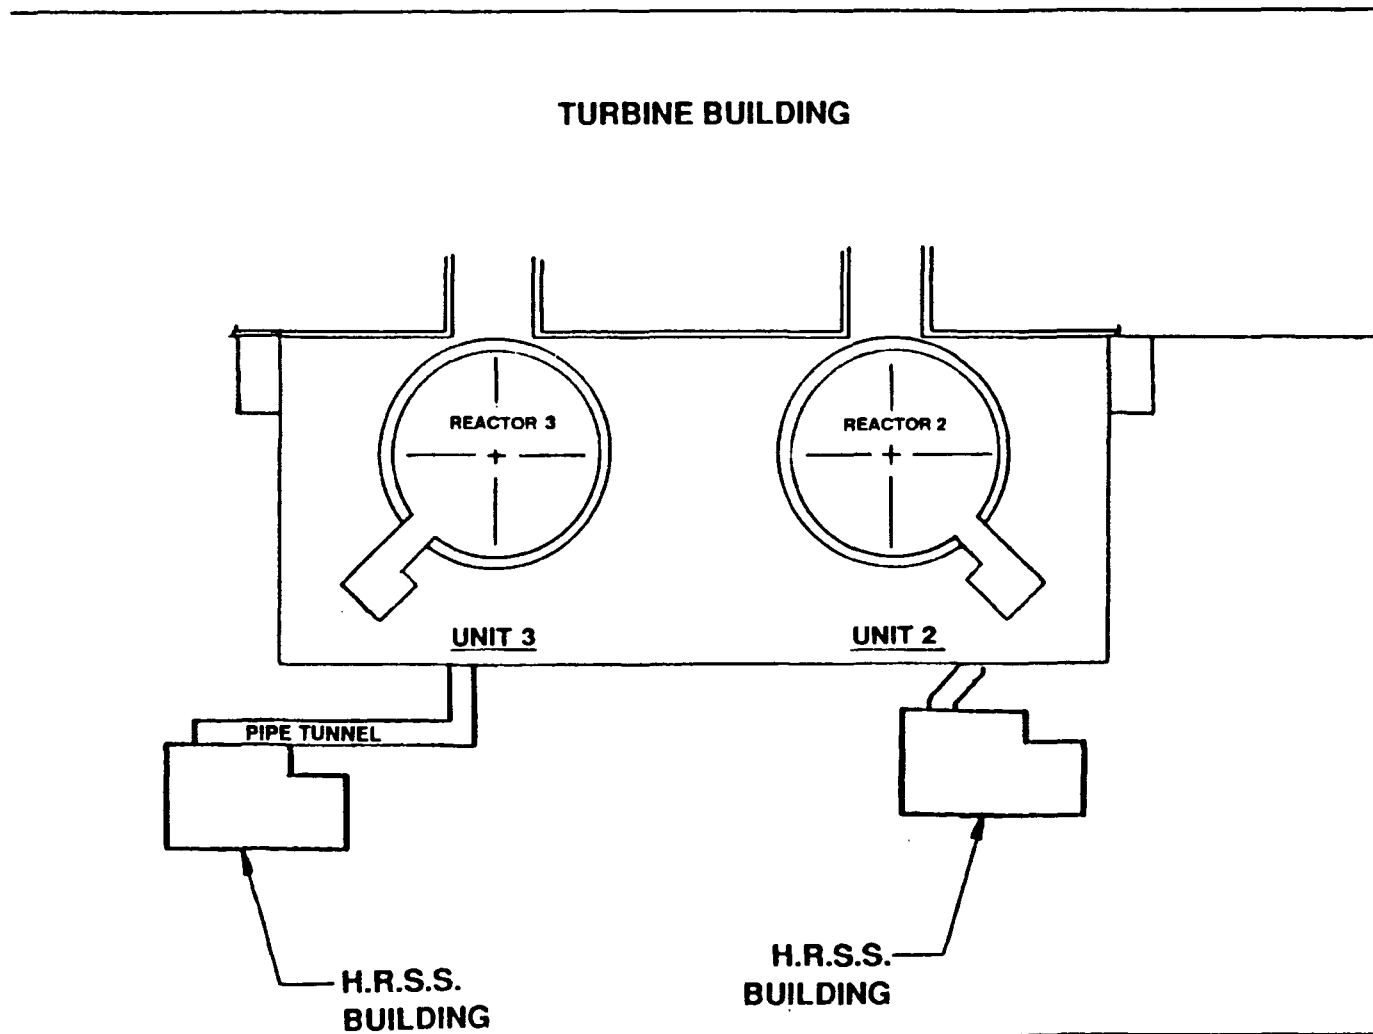 TURBINE BUILDING
REACTOR 3
REACTOR 2
UNIT 3
UNIT 2
PIPE TUNNEL
H.R.S.S.
BUILDING
H.R.S.S.
BUILDING